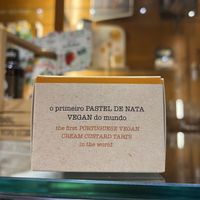 o primeiro PASTEL DE NATA
VEGAN do mundo
the first PORTUGUESE VEGAN
CREAM CUSTARD TARTS
in the world